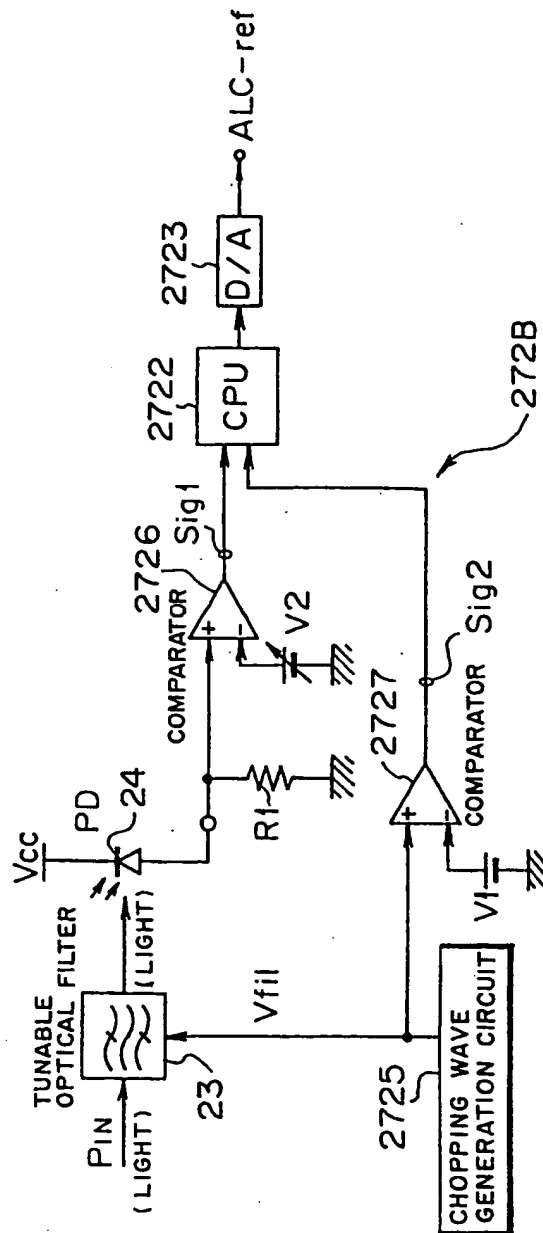 ALC-ref
2723
D/A
2722
CPU
272B
Sig1
2726
COMPARATOR
+
−
V2
Sig2
2727
COMPARATOR
+
−
V1
R1
Vcc
PD
24
TUNABLE
OPTICAL FILTER
(LIGHT)
PIN
(LIGHT)
23
Vfil
2725
CHOPPING WAVE
GENERATION CIRCUIT